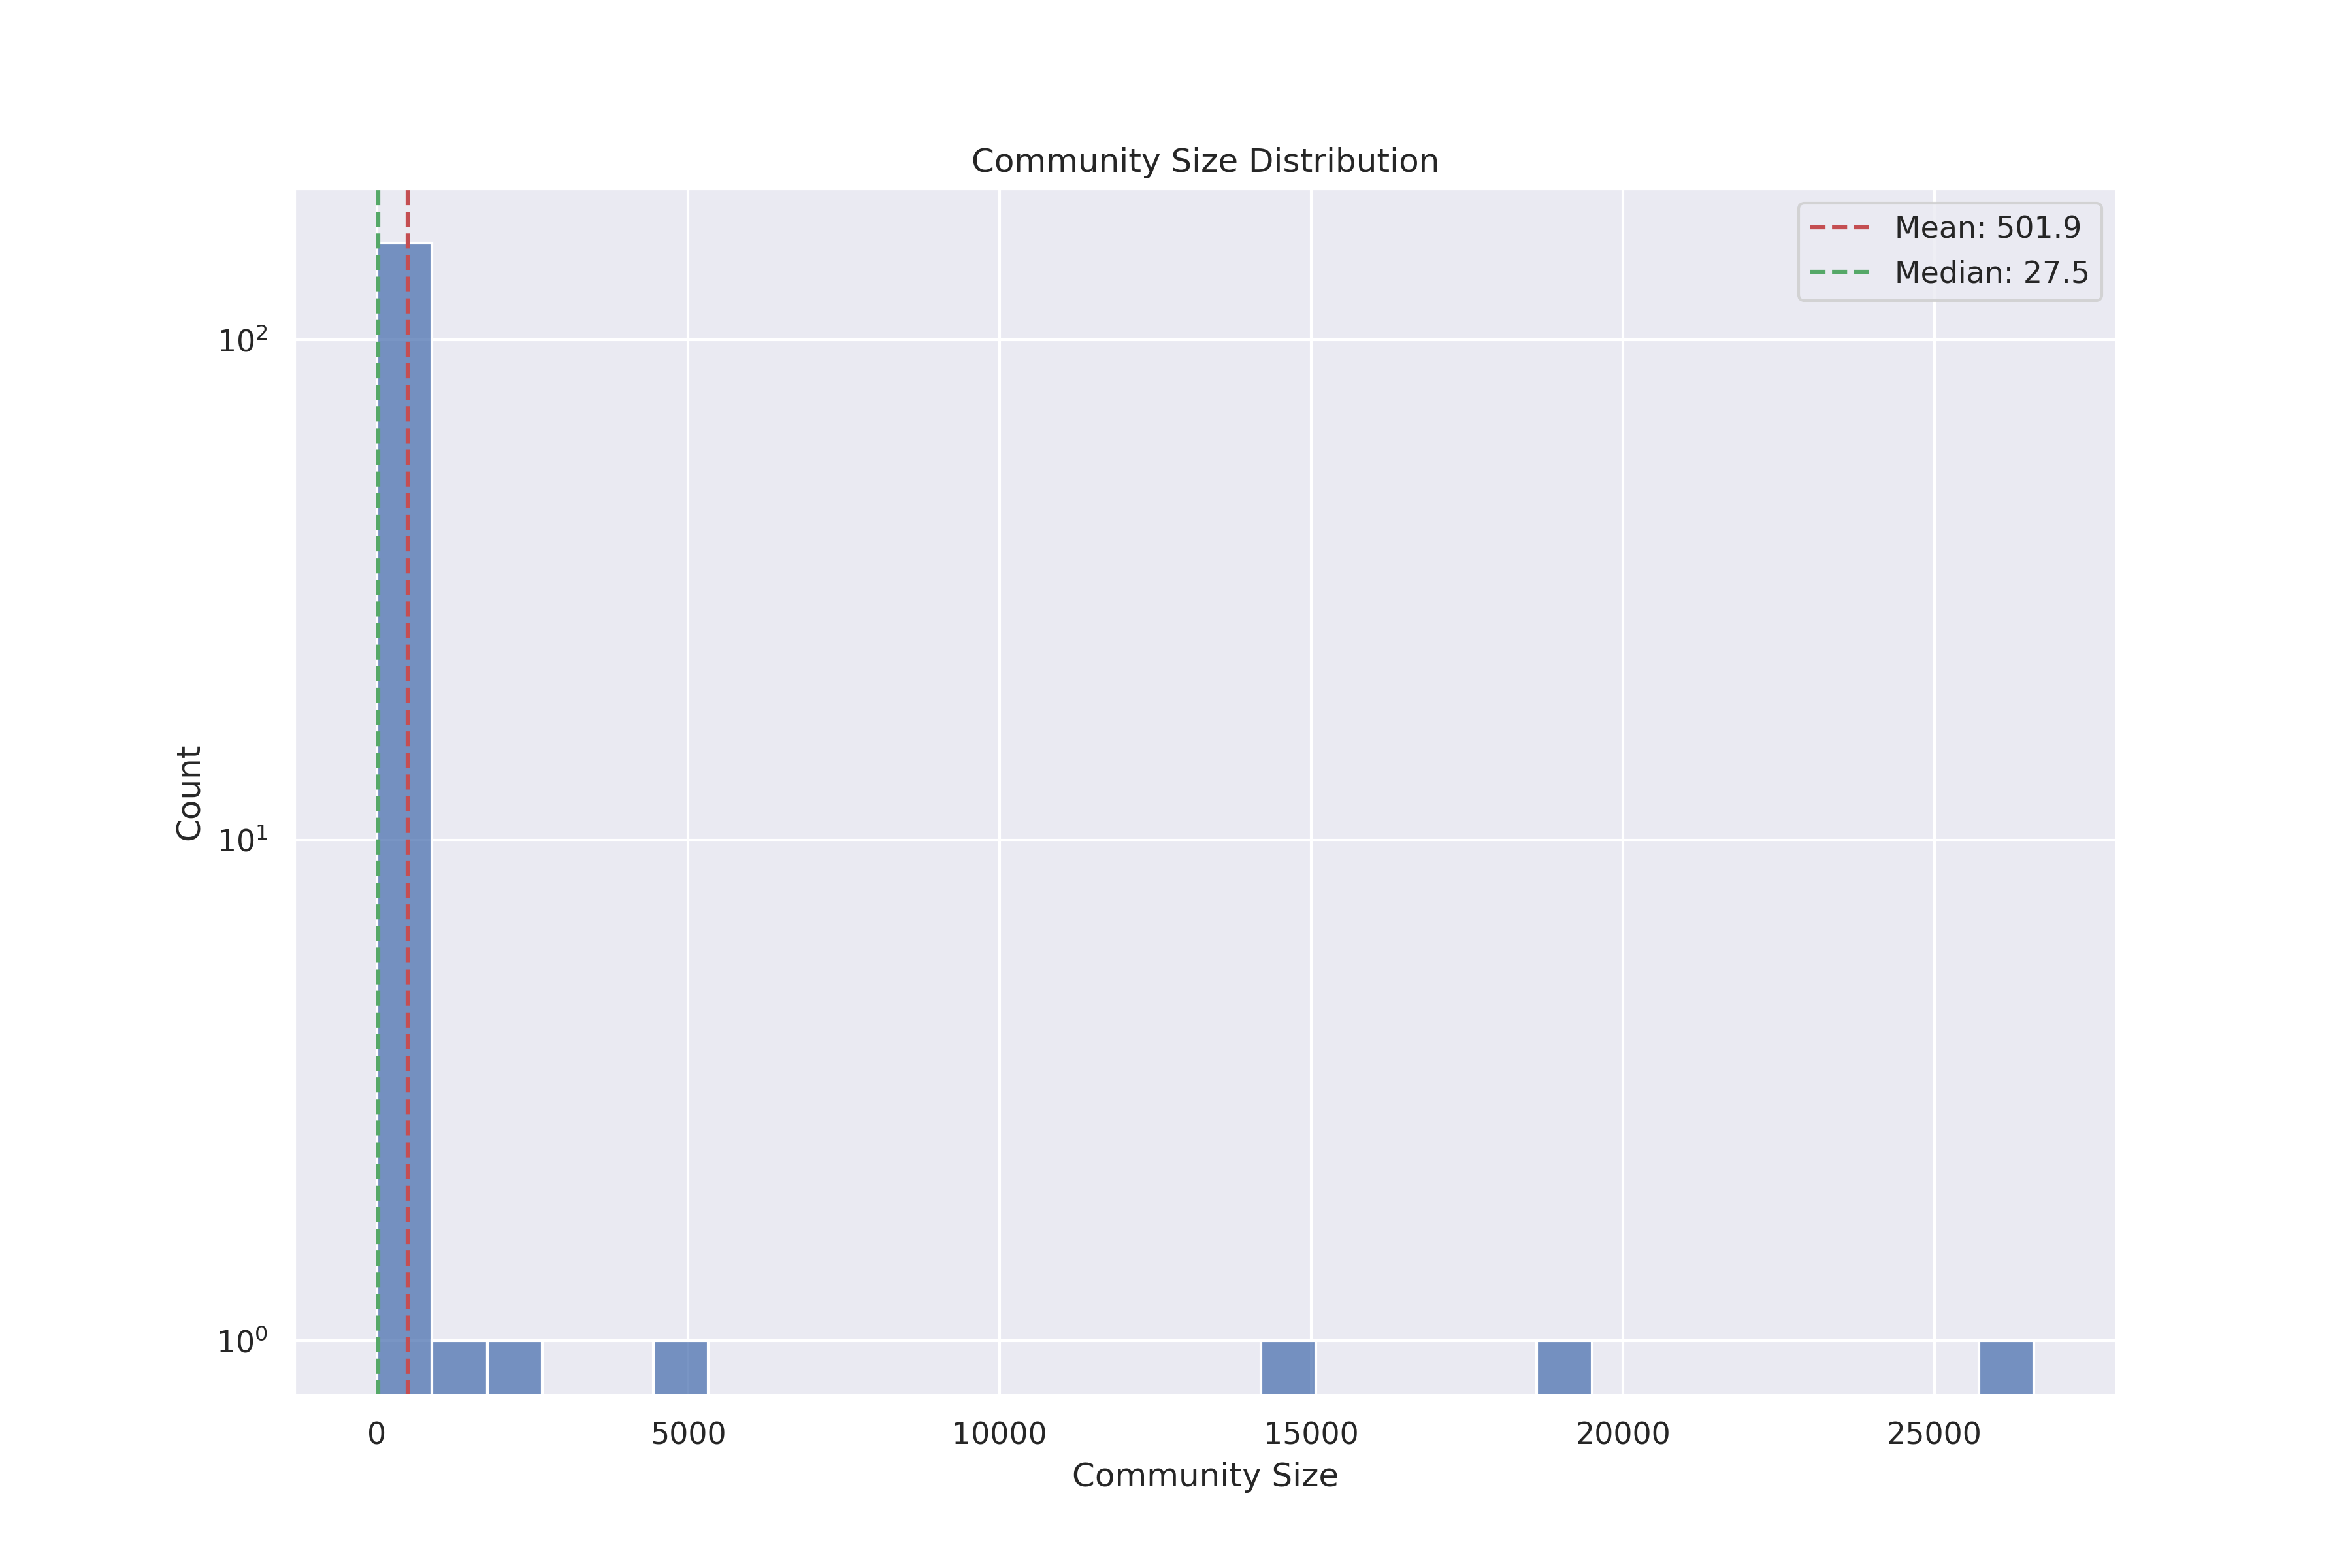 Community Size Distribution
Mean: 501.9
Median: 27.5
10²
10¹
10⁰
Count
0 5000 10000 15000 20000 25000
Community Size